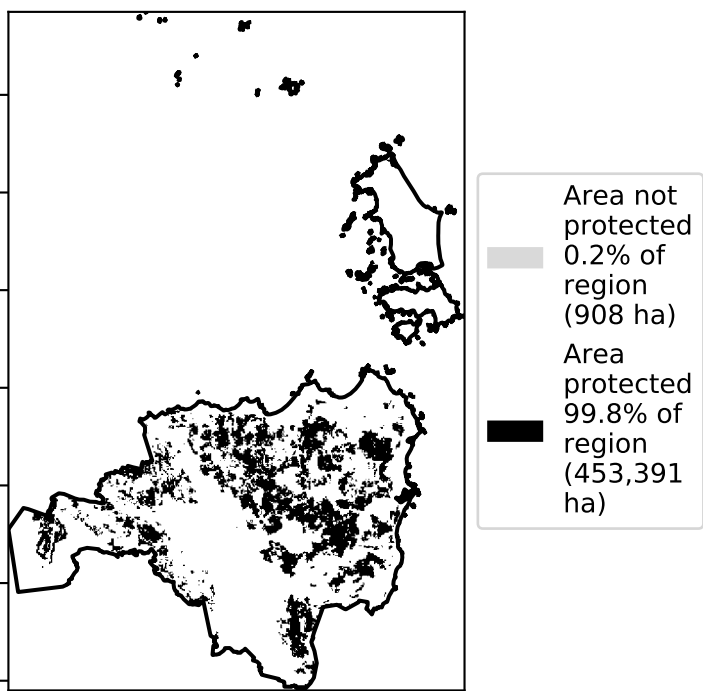 Area not
protected
0.2% of
region
(908 ha)
Area
protected
99.8% of
region
(453,391
ha)